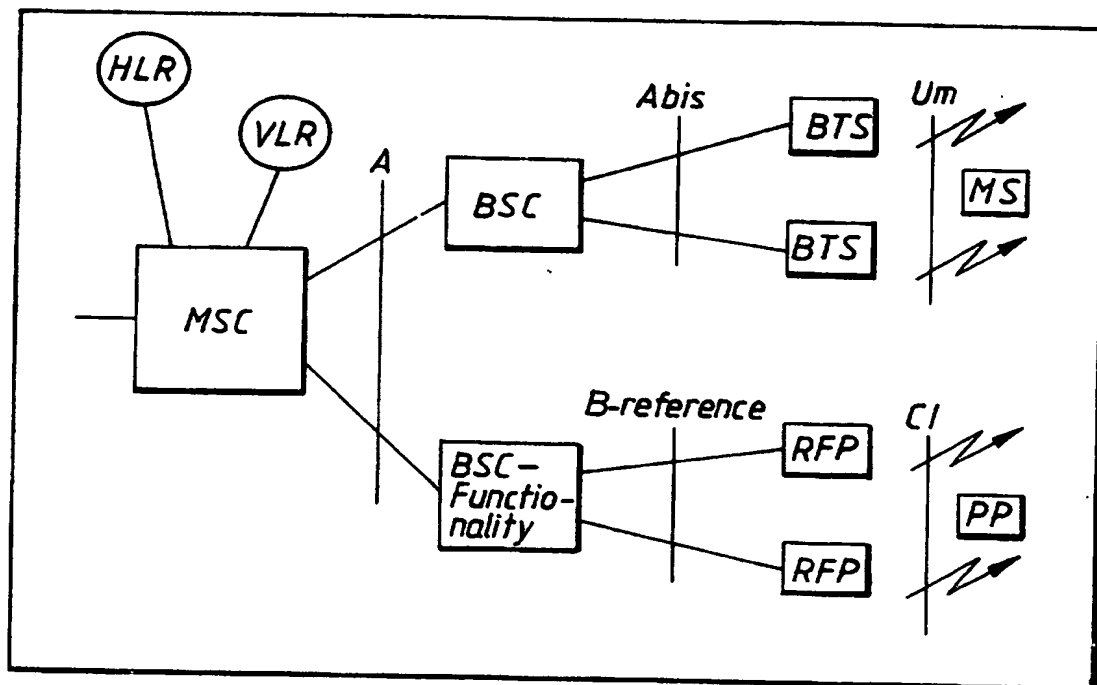 HLR
VLR
A
MSC
BSC
Abis
BTS
BTS
Um
MS
BSC-
Functio-
nality
B-reference
RFP
RFP
CI
PP